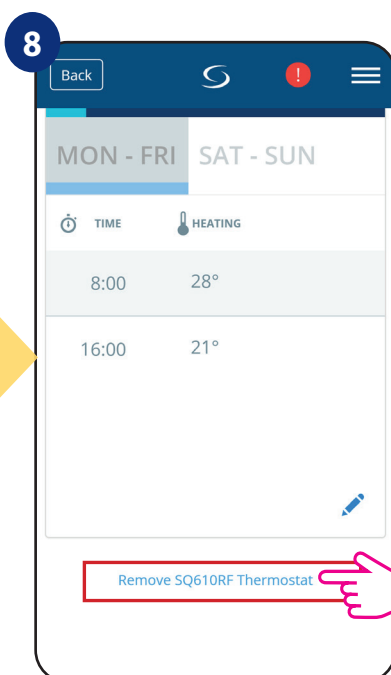 8
Back
!
MON - FRI SAT - SUN
TIME HEATING
8:00 28°
16:00 21°
Remove SQ610RF Thermostat